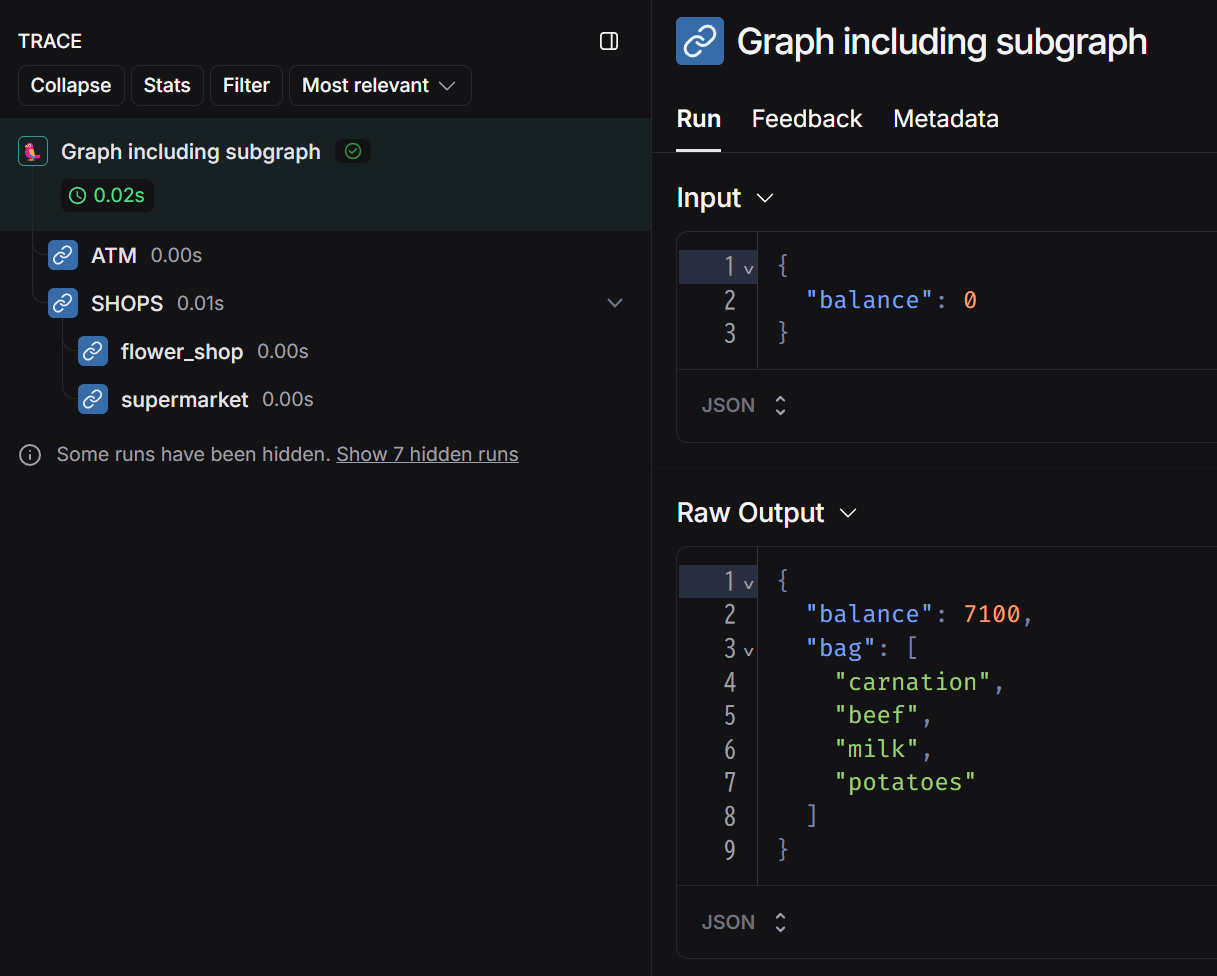 TRACE
Collapse Stats Filter Most relevant
Graph including subgraph
0.02s
ATM 0.00s
SHOPS 0.01s
flower_shop 0.00s
supermarket 0.00s
Some runs have been hidden. Show 7 hidden runs
Graph including subgraph
Run Feedback Metadata
Input
1 {
2 "balance": 0
3 }
JSON
Raw Output
1 {
2 "balance": 7100,
3 "bag": [
4 "carnation",
5 "beef",
6 "milk",
7 "potatoes"
8 ]
9 }
JSON